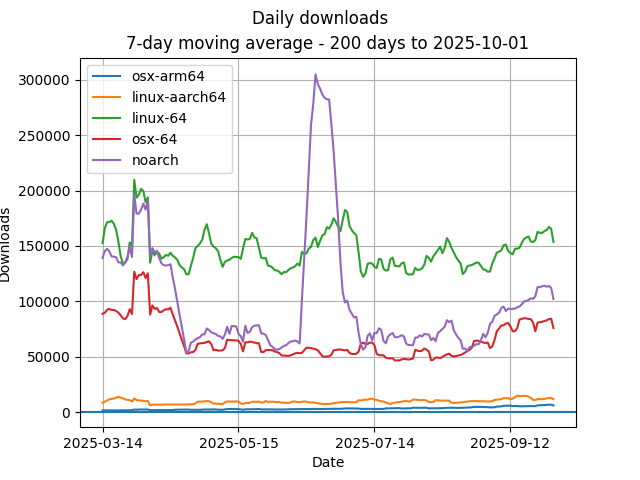 Daily downloads
7-day moving average - 200 days to 2025-10-01
osx-arm64
linux-aarch64
linux-64
osx-64
noarch
300000
250000
200000
150000
100000
50000
0
Downloads
2025-03-14
2025-05-15
2025-07-14
2025-09-12
Date